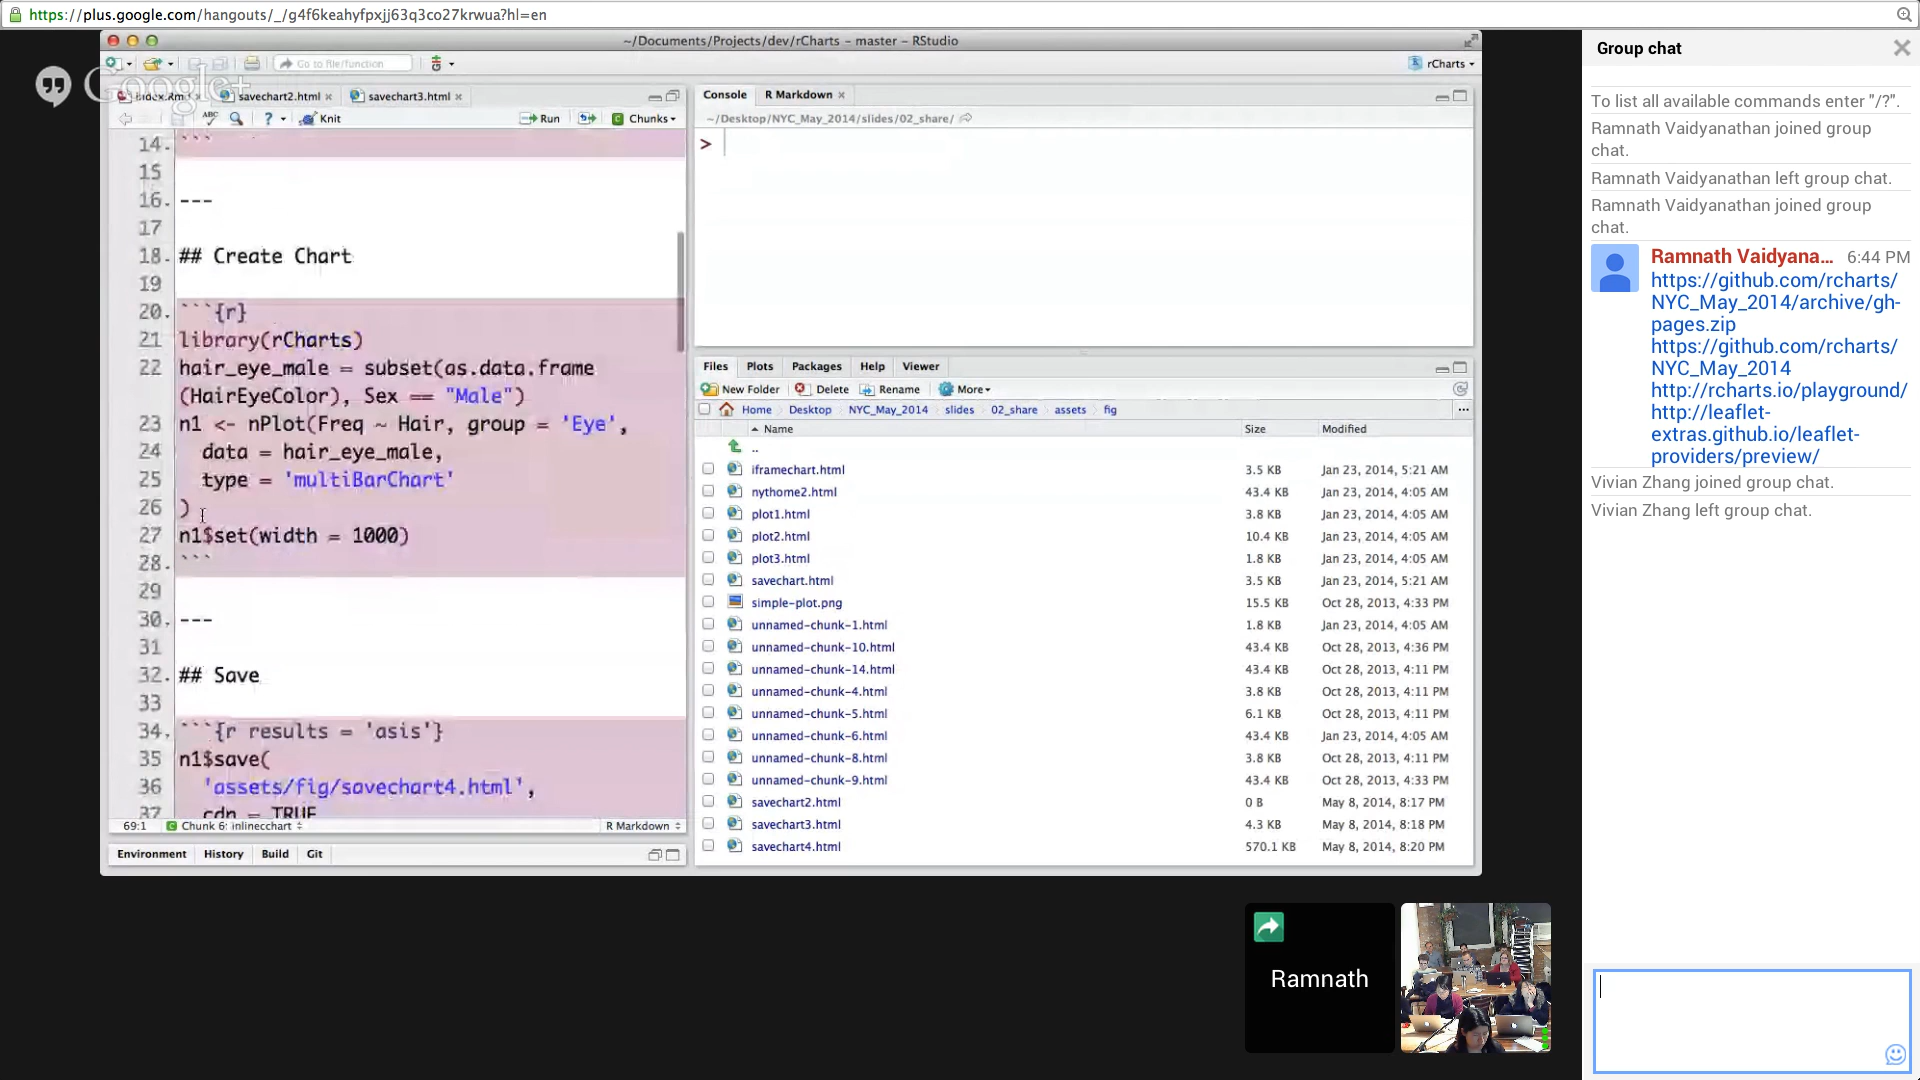 https://plus.google.com/hangouts/_/g4f6keahyfpxjj63q3co27krwua?hl=en
~/Documents/Projects/dev/rCharts - master - RStudio
Go to file/function
rCharts
Google+
index.Rmd
savechart2.html
savechart3.html
ABC
?
Knit
Run
Chunks
14
```
15
16 ---
17
18 ## Create Chart
19
20 ```{r}
21 library(rCharts)
22 hair_eye_male = subset(as.data.frame
(HairEyeColor), Sex == "Male")
23 n1 <- nPlot(Freq ~ Hair, group = 'Eye',
24 data = hair_eye_male,
25 type = 'multiBarChart'
26 )
27 n1$set(width = 1000)
28 ```
29
30 ---
31
32 ## Save
33
34 ```{r results = 'asis'}
35 n1$save(
36 'assets/fig/savechart4.html',
37 cdn = TRUE
69:1 Chunk 6: inlinecchart R Markdown
Environment History Build Git
Console R Markdown
~/Desktop/NYC_May_2014/slides/02_share/
>
Files Plots Packages Help Viewer
New Folder Delete Rename More
Home Desktop NYC_May_2014 slides 02_share assets fig ...
Name Size Modified
..
iframechart.html 3.5 KB Jan 23, 2014, 5:21 AM
nythome2.html 43.4 KB Jan 23, 2014, 4:05 AM
plot1.html 3.8 KB Jan 23, 2014, 4:05 AM
plot2.html 10.4 KB Jan 23, 2014, 4:05 AM
plot3.html 1.8 KB Jan 23, 2014, 4:05 AM
savechart.html 3.5 KB Jan 23, 2014, 5:21 AM
simple-plot.png 15.5 KB Oct 28, 2013, 4:33 PM
unnamed-chunk-1.html 1.8 KB Jan 23, 2014, 4:05 AM
unnamed-chunk-10.html 43.4 KB Oct 28, 2013, 4:36 PM
unnamed-chunk-14.html 43.4 KB Oct 28, 2013, 4:11 PM
unnamed-chunk-4.html 3.8 KB Oct 28, 2013, 4:11 PM
unnamed-chunk-5.html 6.1 KB Oct 28, 2013, 4:11 PM
unnamed-chunk-6.html 43.4 KB Jan 23, 2014, 4:05 AM
unnamed-chunk-8.html 3.8 KB Oct 28, 2013, 4:11 PM
unnamed-chunk-9.html 43.4 KB Oct 28, 2013, 4:33 PM
savechart2.html 0 B May 8, 2014, 8:17 PM
savechart3.html 4.3 KB May 8, 2014, 8:18 PM
savechart4.html 570.1 KB May 8, 2014, 8:20 PM
Ramnath
Group chat
To list all available commands enter "/?".
Ramnath Vaidyanathan joined group
chat.
Ramnath Vaidyanathan left group chat.
Ramnath Vaidyanathan joined group
chat.
Ramnath Vaidyana... 6:44 PM
https://github.com/rcharts/
NYC_May_2014/archive/gh-
pages.zip
https://github.com/rcharts/
NYC_May_2014
http://rcharts.io/playground/
http://leaflet-
extras.github.io/leaflet-
providers/preview/
Vivian Zhang joined group chat.
Vivian Zhang left group chat.